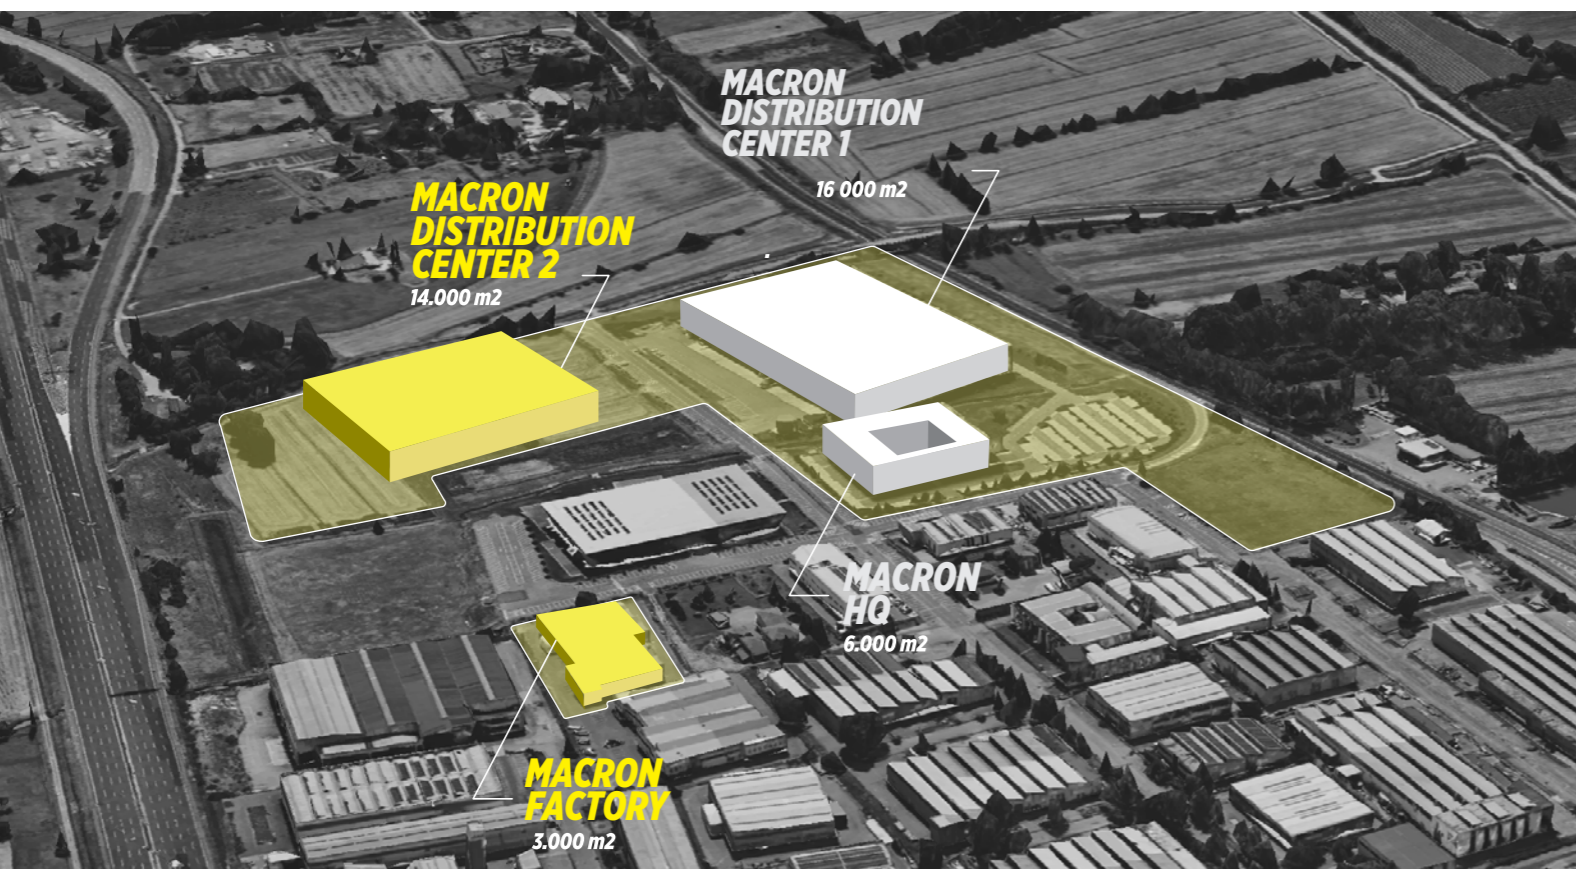 MACRON
DISTRIBUTION
CENTER 1
16 000 m2
MACRON
DISTRIBUTION
CENTER 2
14.000 m2
MACRON
HQ
6.000 m2
MACRON
FACTORY
3.000 m2